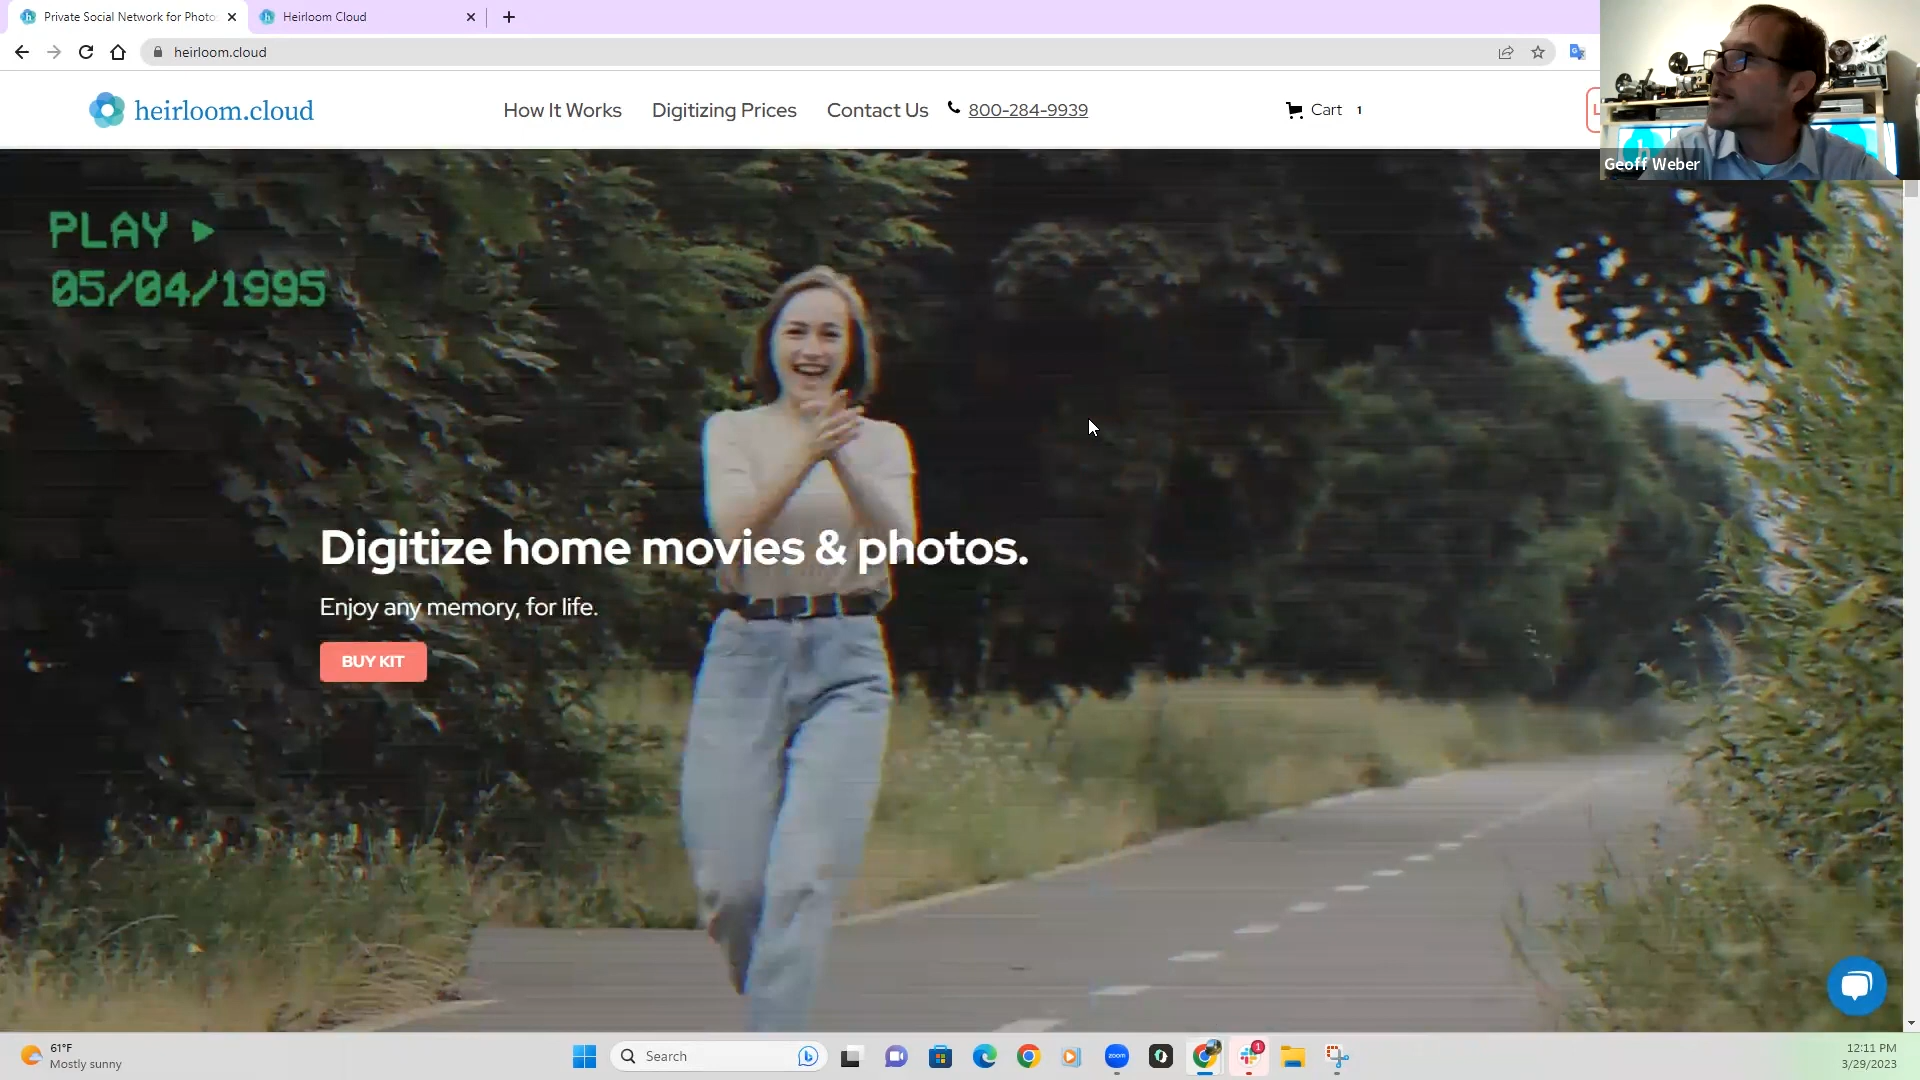 Private Social Network for Photo
Heirloom Cloud
heirloom.cloud
heirloom.cloud
How It Works
Digitizing Prices
Contact Us
800-284-9939
Cart 1
Geoff Weber
PLAY
05/04/1995
Digitize home movies & photos.
Enjoy any memory, for life.
BUY KIT
61°F
Mostly sunny
Search
zoom
1
12:11 PM
3/29/2023